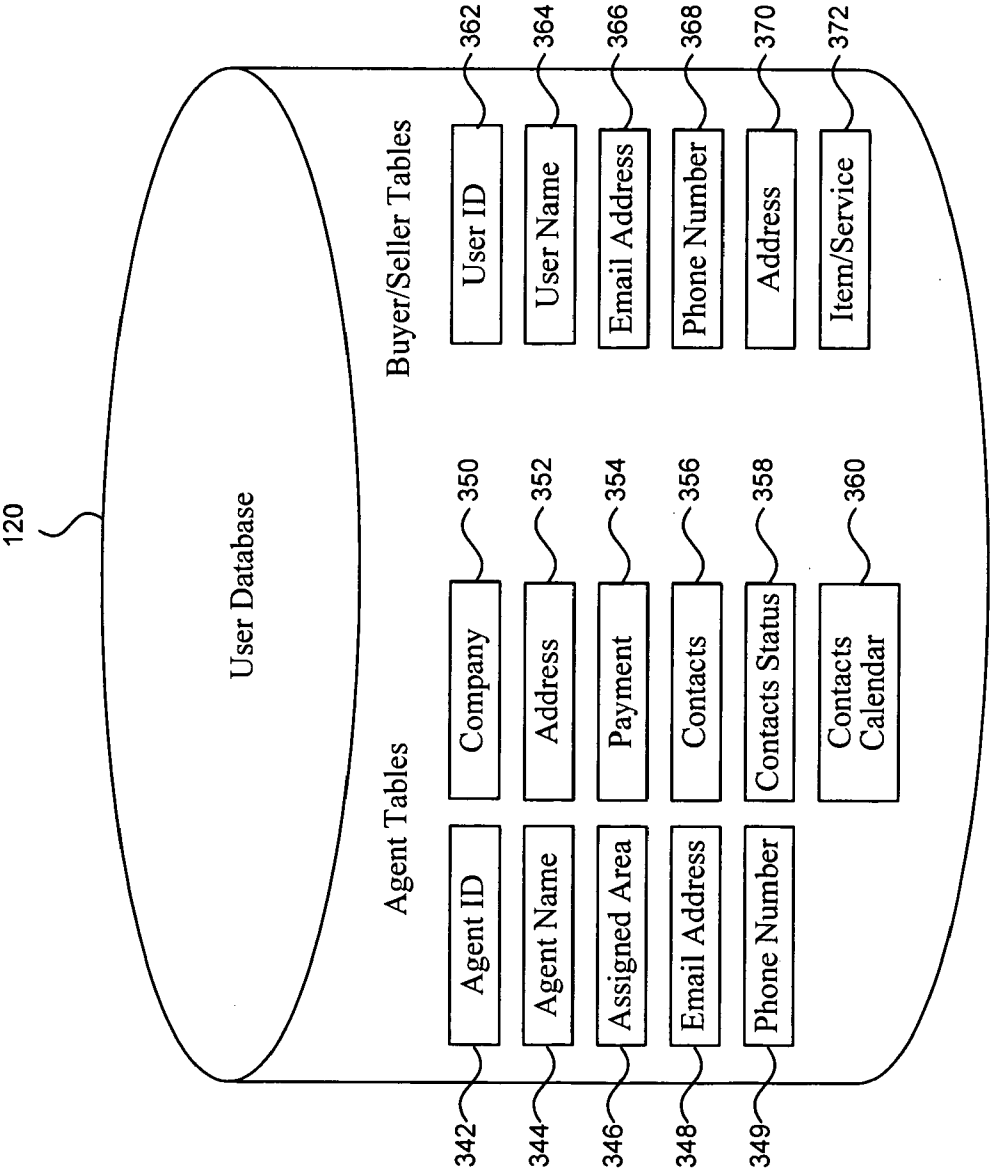 120
User Database
Agent Tables
Buyer/Seller Tables
342 Agent ID
Company 350
User ID 362
344 Agent Name
Address 352
User Name 364
346 Assigned Area
Payment 354
Email Address 366
348 Email Address
Contacts 356
Phone Number 368
349 Phone Number
Contacts Status 358
Address 370
Contacts
Calendar
360
Item/Service 372